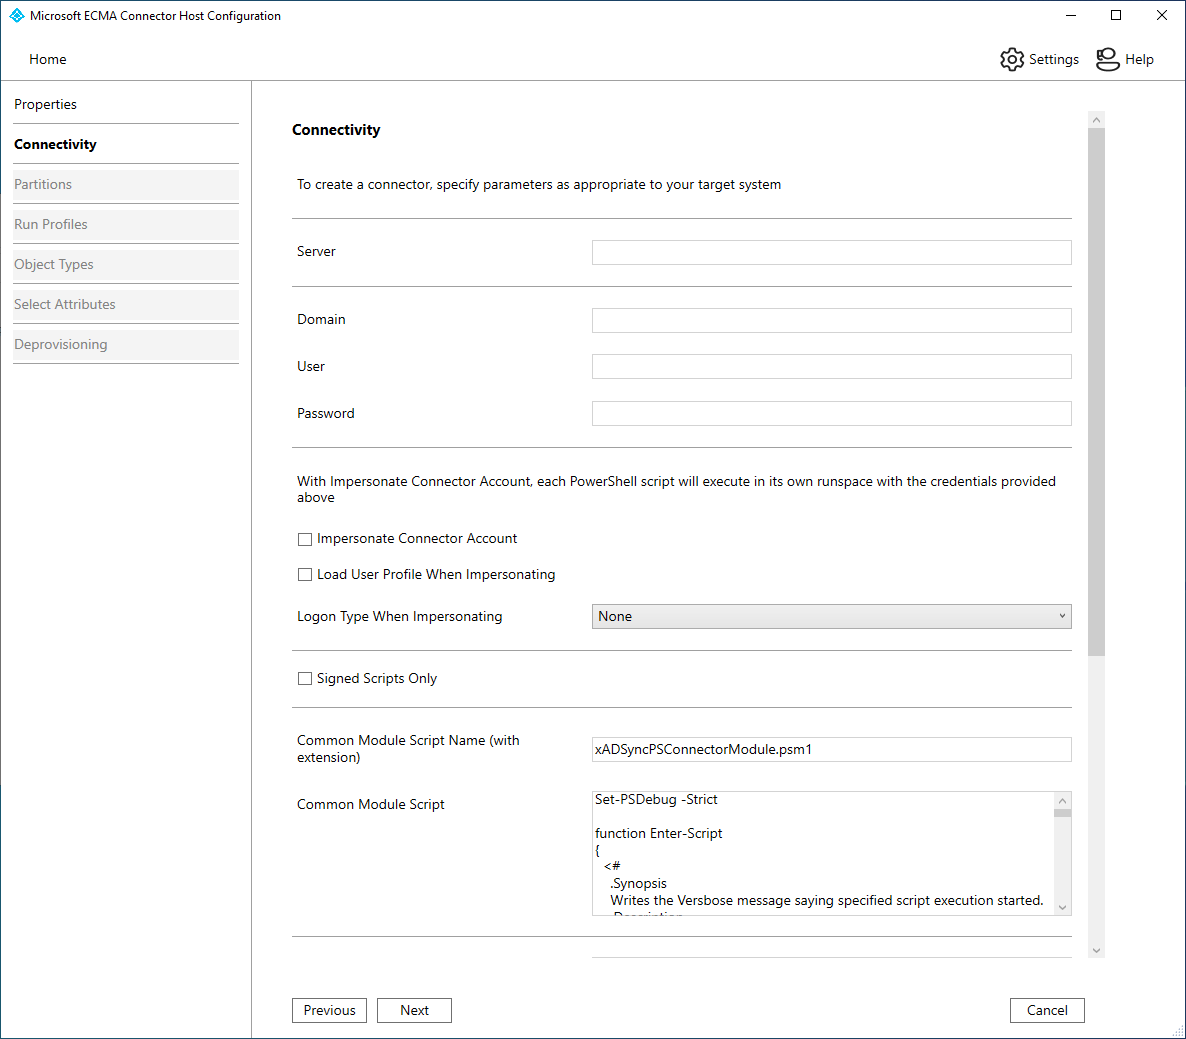 Microsoft ECMA Connector Host Configuration
Home
Settings
Help
Properties
Connectivity
Partitions
Run Profiles
Object Types
Select Attributes
Deprovisioning
Connectivity
To create a connector, specify parameters as appropriate to your target system
Server
Domain
User
Password
With Impersonate Connector Account, each PowerShell script will execute in its own runspace with the credentials provided
above
Impersonate Connector Account
Load User Profile When Impersonating
Logon Type When Impersonating
None
Signed Scripts Only
Common Module Script Name (with
extension)
xADSyncPSConnectorModule.psm1
Common Module Script
Set-PSDebug -Strict
function Enter-Script
{
<#
.Synopsis
Writes the Versbose message saying specified script execution started.
.Description
Previous
Next
Cancel